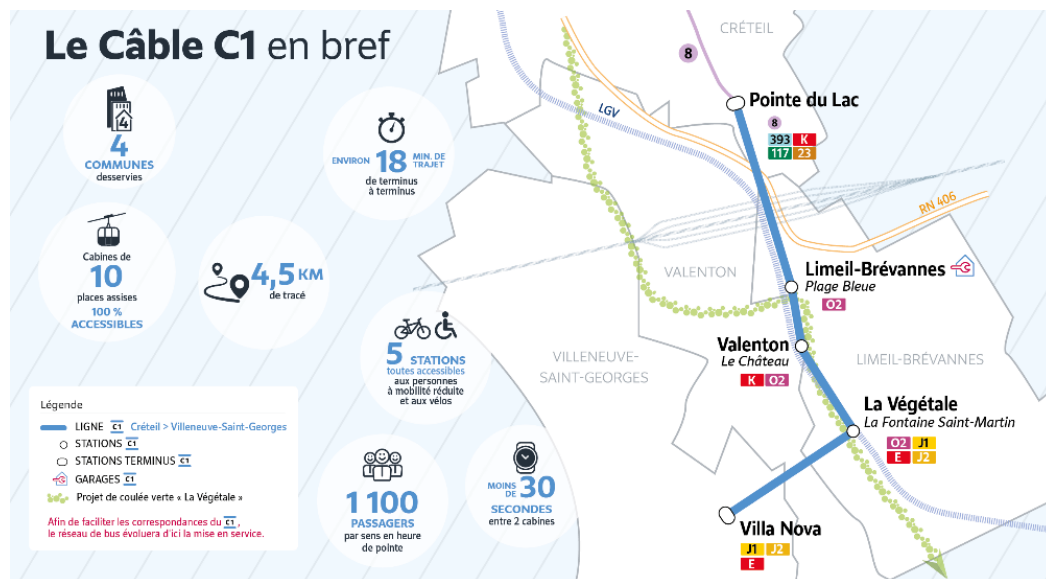 Le Câble C1 en bref
4
4
COMMUNES
desservies
ENVIRON 18 MIN. DE
TRAJET
de terminus
à terminus
Cabines de
10
places assises
100 %
ACCESSIBLES
4,5 KM
de tracé
5 STATIONS
toutes accessibles
aux personnes
à mobilité réduite
et aux vélos
1 100
PASSAGERS
par sens en heure
de pointe
MOINS
DE 30
SECONDES
entre 2 cabines
Légende
LIGNE C1 Créteil > Villeneuve-Saint-Georges
STATIONS C1
STATIONS TERMINUS C1
GARAGES C1
Projet de coulée verte « La Végétale »
Afin de faciliter les correspondances du C1,
le réseau de bus évoluera d'ici la mise en service.
CRÉTEIL
8
Pointe du Lac
8
393 K
117 23
LGV
RN 406
VALENTON
Limeil-Brévannes
Plage Bleue
O2
Valenton
Le Château
K O2
VILLENEUVE-
SAINT-GEORGES
LIMEIL-BRÉVANNES
La Végétale
La Fontaine Saint-Martin
O2 J1
E J2
Villa Nova
J1 J2
E